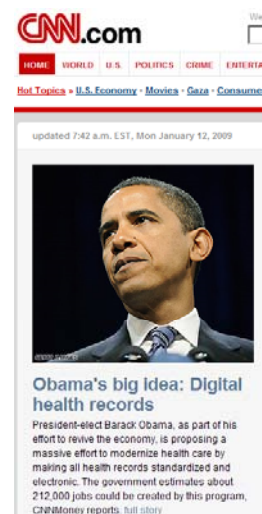 CNN.com
We
HOME WORLD U.S. POLITICS CRIME ENTERTA
Hot Topics » U.S. Economy · Movies · Gaza · Consume
updated 7:42 a.m. EST, Mon January 12, 2009
GETTY IMAGES
Obama's big idea: Digital
health records
President-elect Barack Obama, as part of his
effort to revive the economy, is proposing a
massive effort to modernize health care by
making all health records standardized and
electronic. The government estimates about
212,000 jobs could be created by this program,
CNNMoney reports. full story